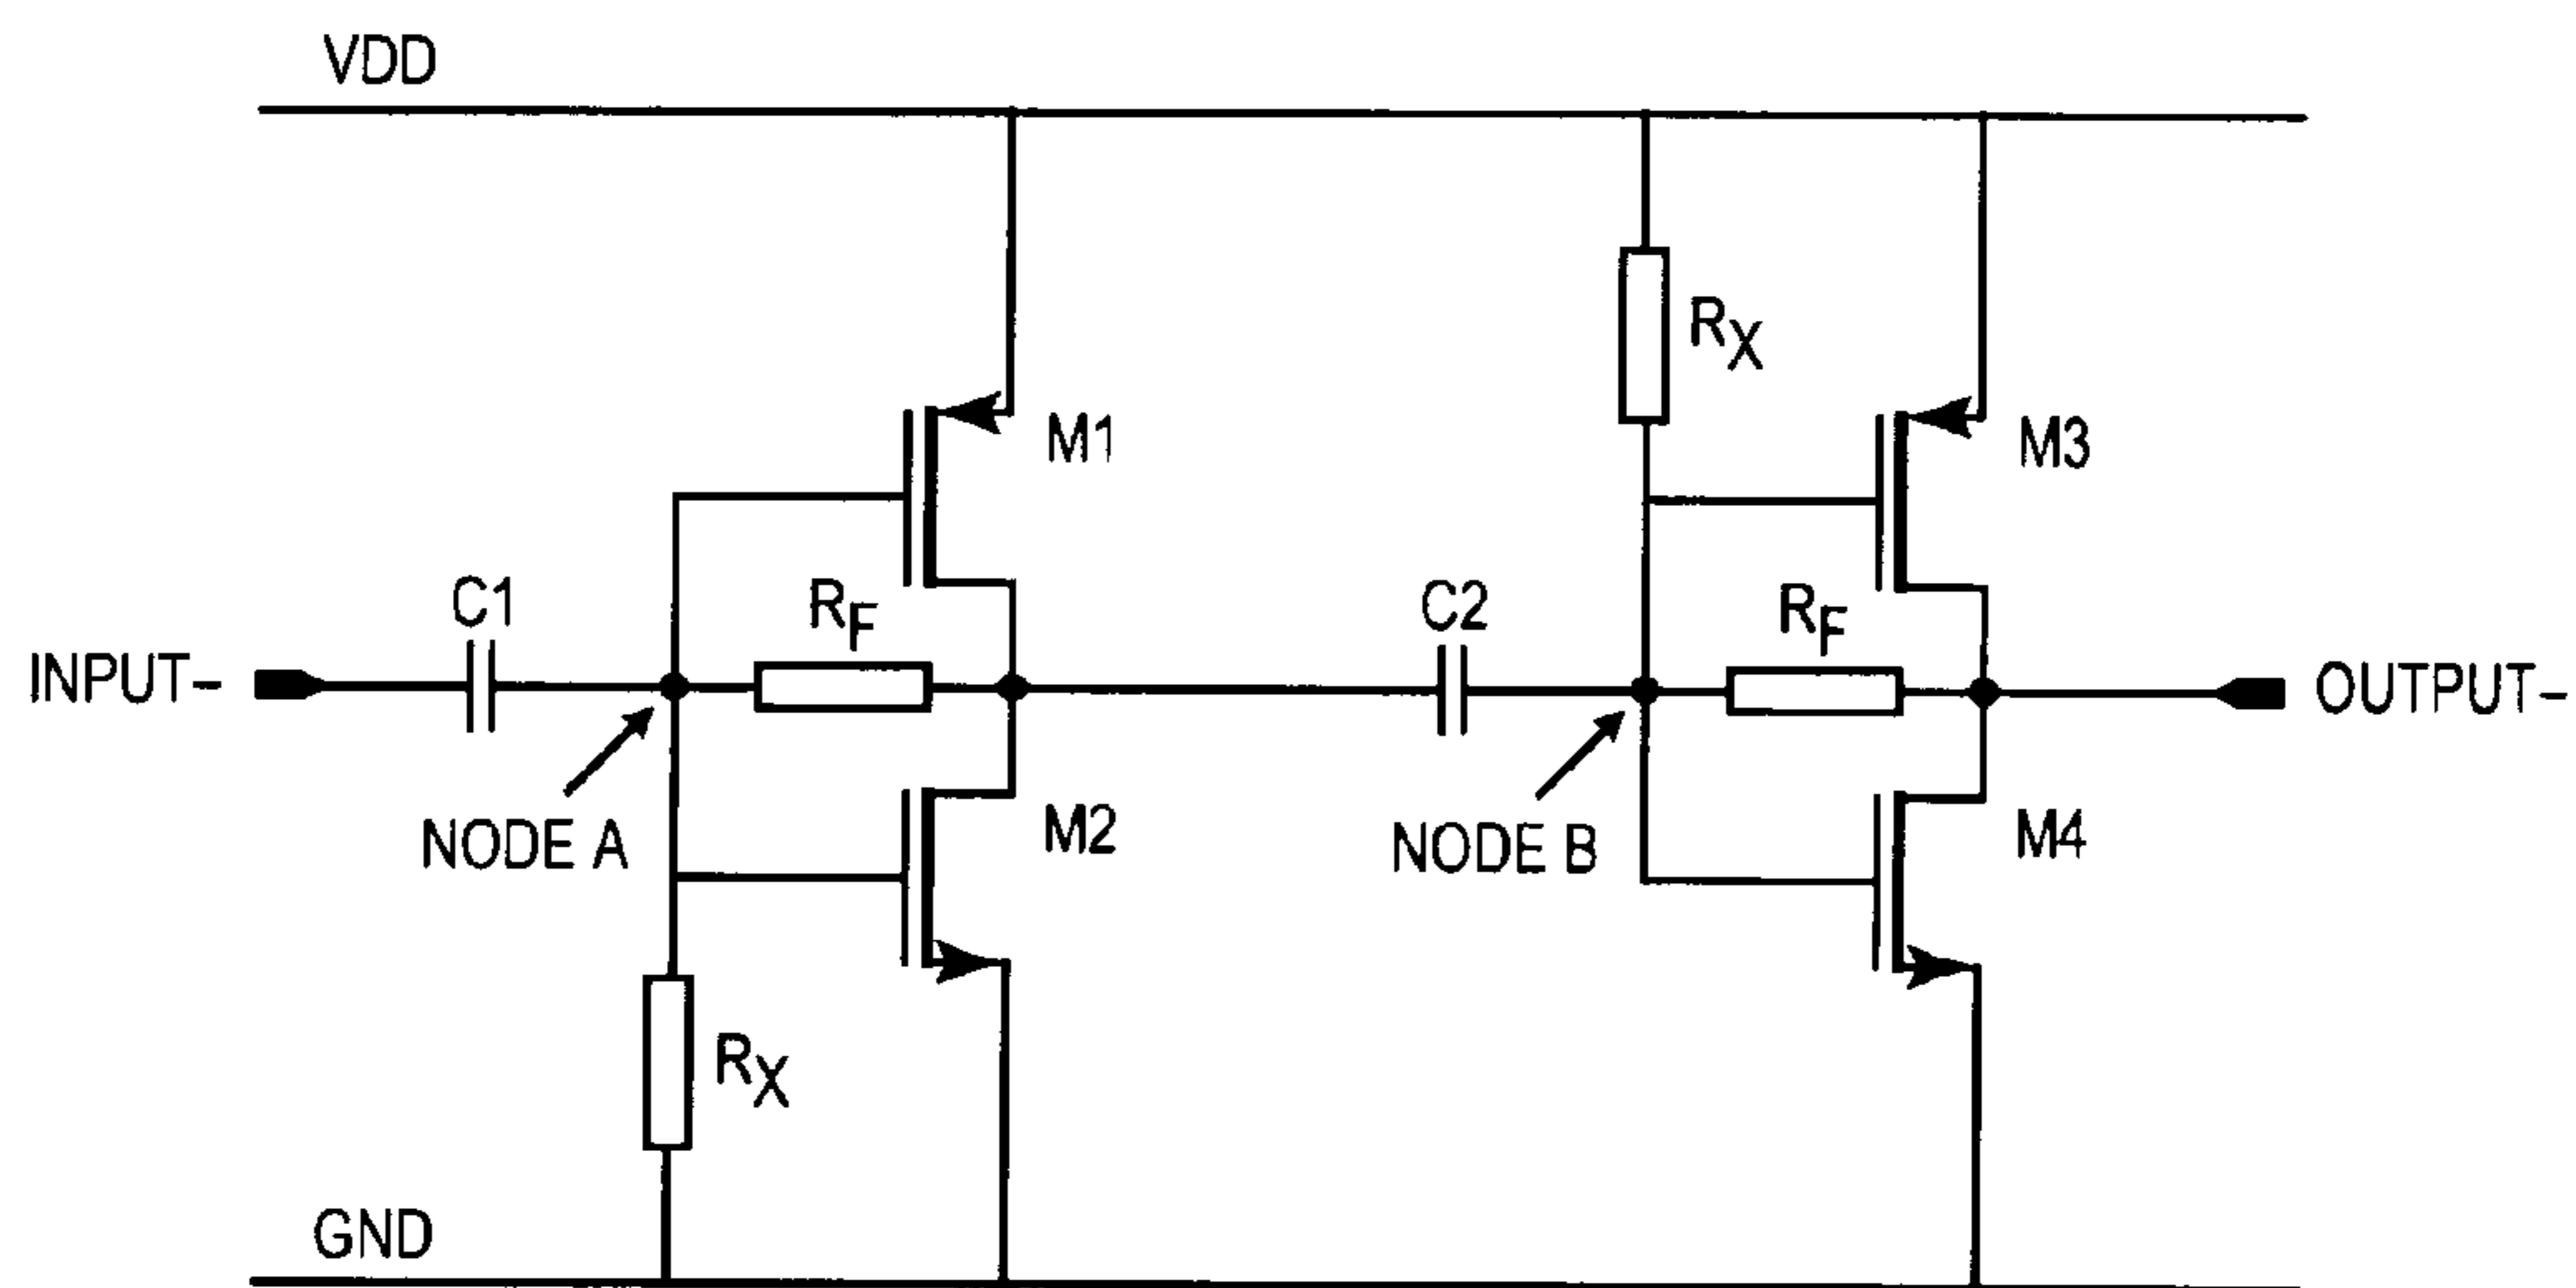 VDD
RX
M1
M3
C1
RF
C2
RF
INPUT–
OUTPUT–
NODE A
M2
NODE B
M4
RX
GND